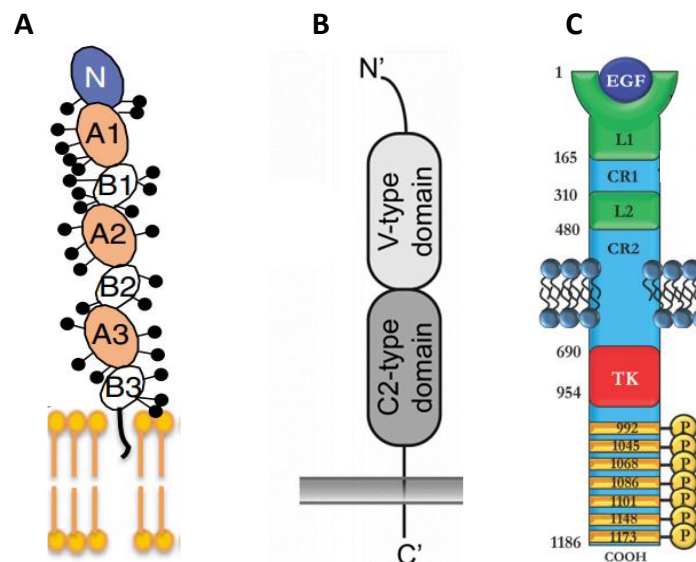 A
N
A1
B1
A2
B2
A3
B3
B
N'
V-type
domain
C2-type
domain
C'
C
1
EGF
L1
165
CR1
310
L2
480
CR2
690
TK
954
992 P
1045 P
1068 P
1086 P
1101 P
1148 P
1173 P
1186
COOH